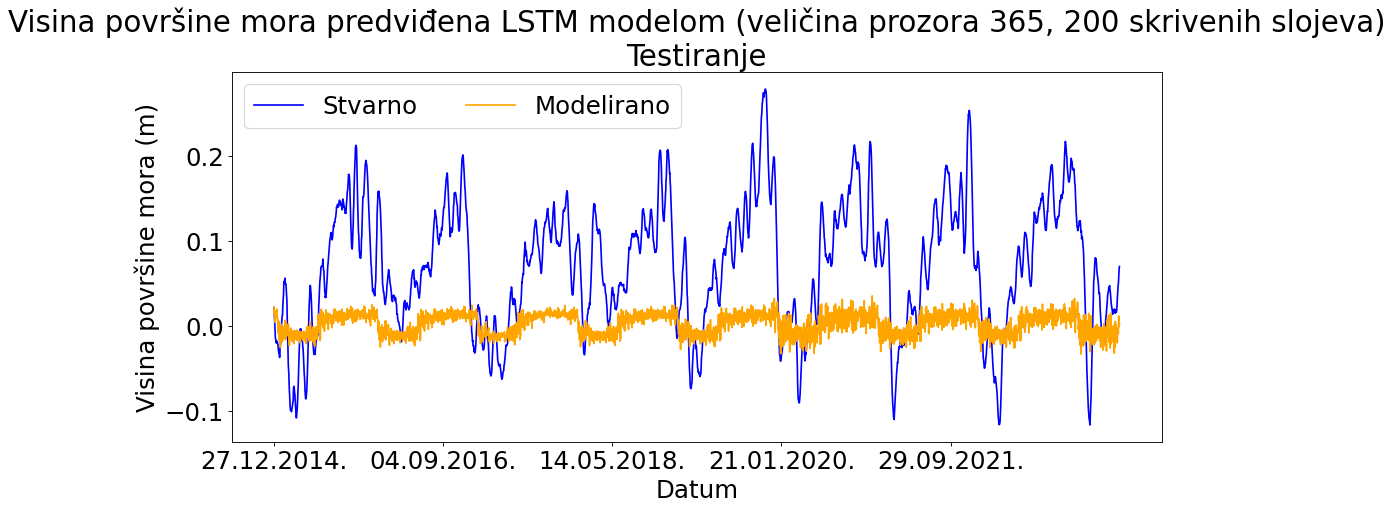 Visina površine mora predviđena LSTM modelom (veličina prozora 365, 200 skrivenih slojeva)
Testiranje
Stvarno
Modelirano
Visina površine mora (m)
0.2
0.1
0.0
−0.1
27.12.2014.
04.09.2016.
14.05.2018.
21.01.2020.
29.09.2021.
Datum